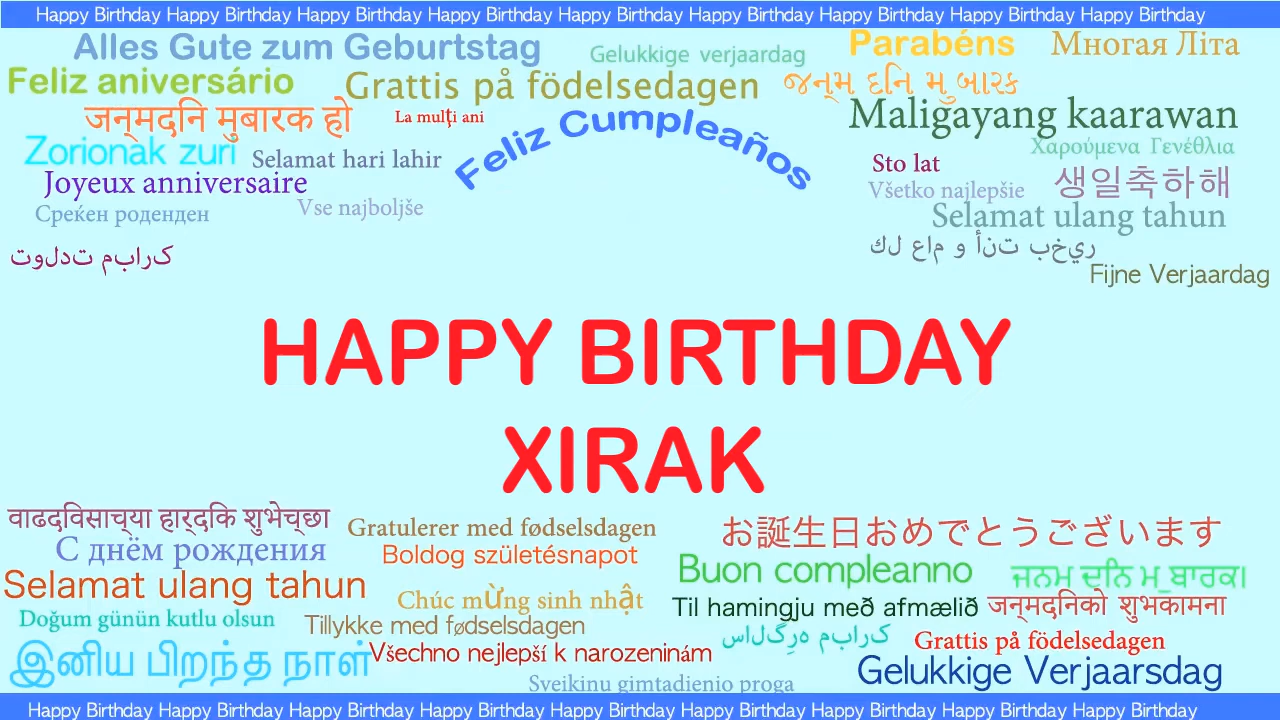 Happy Birthday Happy Birthday Happy Birthday Happy Birthday Happy Birthday Happy Birthday Happy Birthday Happy Birthday Happy Birthday
Alles Gute zum Geburtstag
Gelukkige verjaardag
Parabéns
Многая Літа
Feliz aniversário
Grattis på födelsedagen
જન્મ દિન મુબારક
जन्मदिन मुबारक हो
La mulţi ani
Feliz Cumpleaños
Maligayang kaarawan
Zorionak zuri
Selamat hari lahir
Χαρούμενα Γενέθλια
Sto lat
Joyeux anniversaire
Všetko najlepšie
생일축하해
Среќен роденден
Vse najboljše
Selamat ulang tahun
تولدت مبارک
كل عام و أنت بخير
Fijne Verjaardag
HAPPY BIRTHDAY
XIRAK
वाढदिवसाच्या हार्दिक शुभेच्छा
Gratulerer med fødselsdagen
お誕生日おめでとうございます
С днём рождения
Boldog születésnapot
Buon compleanno
ਜਨਮ ਦਿਨ ਮੁਬਾਰਕ।
Selamat ulang tahun
Chúc mừng sinh nhật
Til hamingju með afmælið
जन्मदिनको शुभकामना
Doğum günün kutlu olsun
Tillykke med fødselsdagen
سالگرِہ مبارک
Grattis på födelsedagen
இனிய பிறந்த நாள்
Všechno nejlepší k narozeninám
Gelukkige Verjaarsdag
Sveikinu gimtadienio proga
Happy Birthday Happy Birthday Happy Birthday Happy Birthday Happy Birthday Happy Birthday Happy Birthday Happy Birthday Happy Birthday